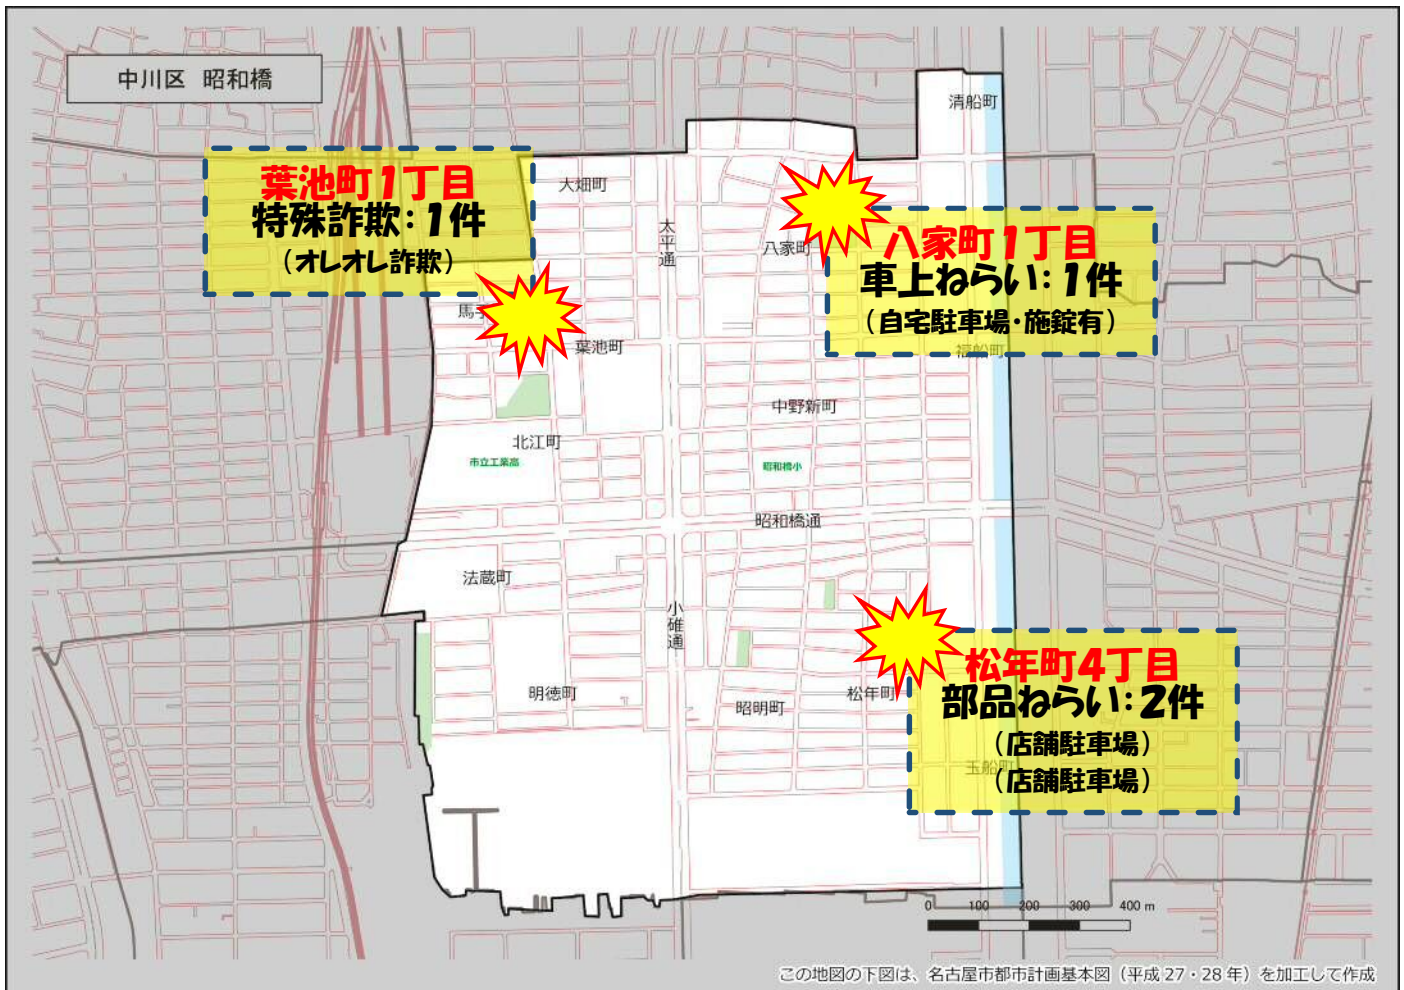 中川区 昭和橋
清船町
葉池町1丁目
特殊詐欺：1件
（オレオレ詐欺）
大畑町
太平通
八家町
八家町1丁目
車上ねらい：1件
（自宅駐車場・施錠有）
福船町
馬手
葉池町
中野新町
北江町
市立工業高
昭和橋小
昭和橋通
法蔵町
小碓通
明徳町
昭明町
松年町
松年町4丁目
部品ねらい：2件
（店舗駐車場）
（店舗駐車場）
玉船町
0 100 200 300 400 m
この地図の下図は、名古屋市都市計画基本図（平成27・28年）を加工して作成